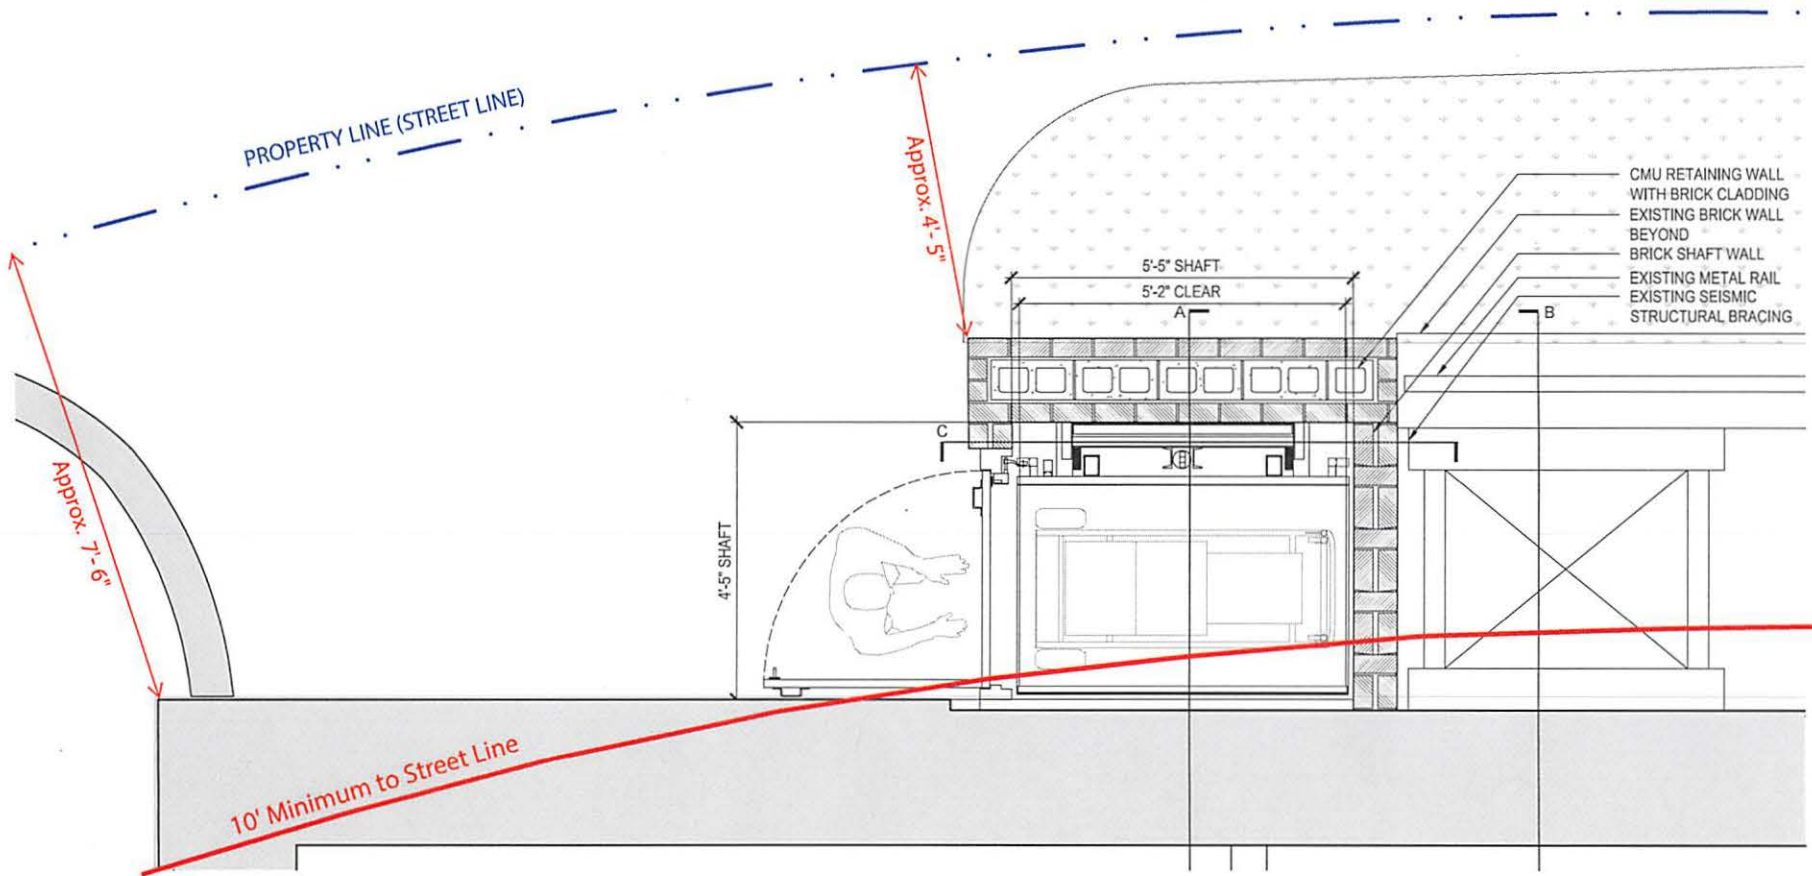 PROPERTY LINE (STREET LINE)
Approx. 4'- 5"
CMU RETAINING WALL
WITH BRICK CLADDING
EXISTING BRICK WALL
BEYOND
BRICK SHAFT WALL
EXISTING METAL RAIL
EXISTING SEISMIC
STRUCTURAL BRACING
5'-5" SHAFT
5'-2" CLEAR
A
B
C
Approx. 7'- 6"
4'-5" SHAFT
10' Minimum to Street Line